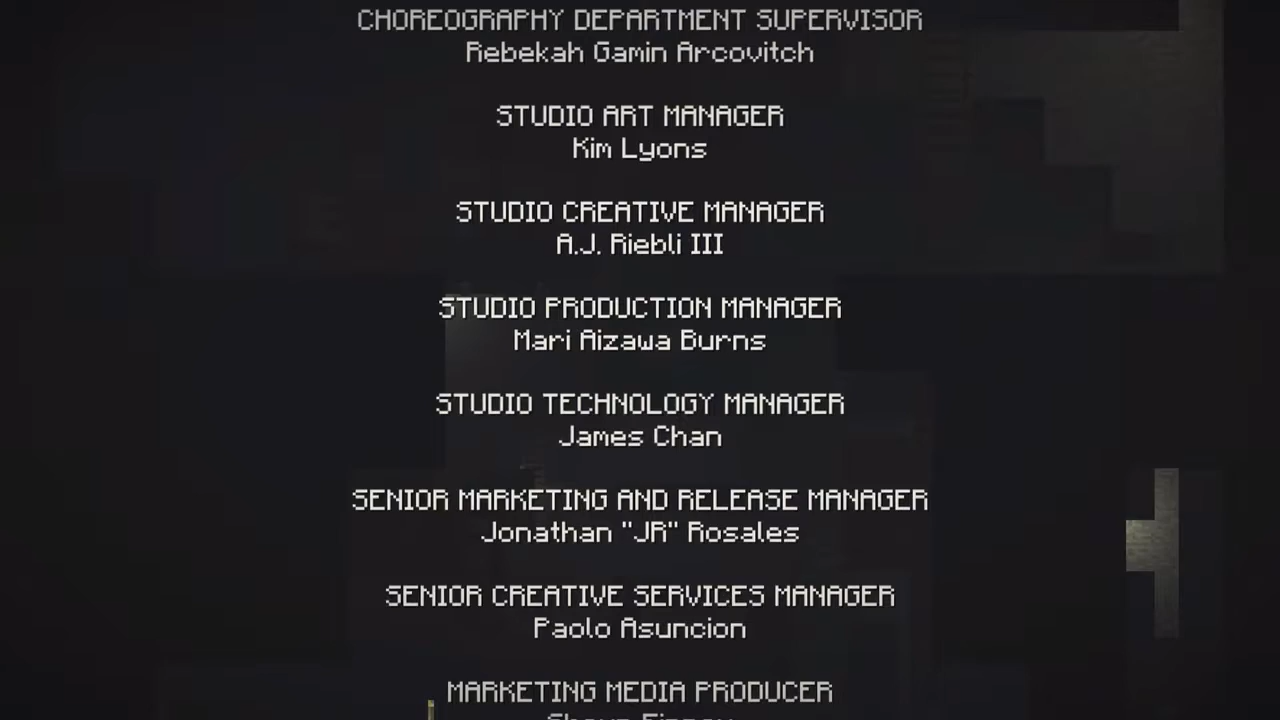 CHOREOGRAPHY DEPARTMENT SUPERVISOR
Rebekah Gamin Arcovitch
STUDIO ART MANAGER
Kim Lyons
STUDIO CREATIVE MANAGER
A.J. Riebli III
STUDIO PRODUCTION MANAGER
Mari Aizawa Burns
STUDIO TECHNOLOGY MANAGER
James Chan
SENIOR MARKETING AND RELEASE MANAGER
Jonathan "JR" Rosales
SENIOR CREATIVE SERVICES MANAGER
Paolo Asuncion
MARKETING MEDIA PRODUCER